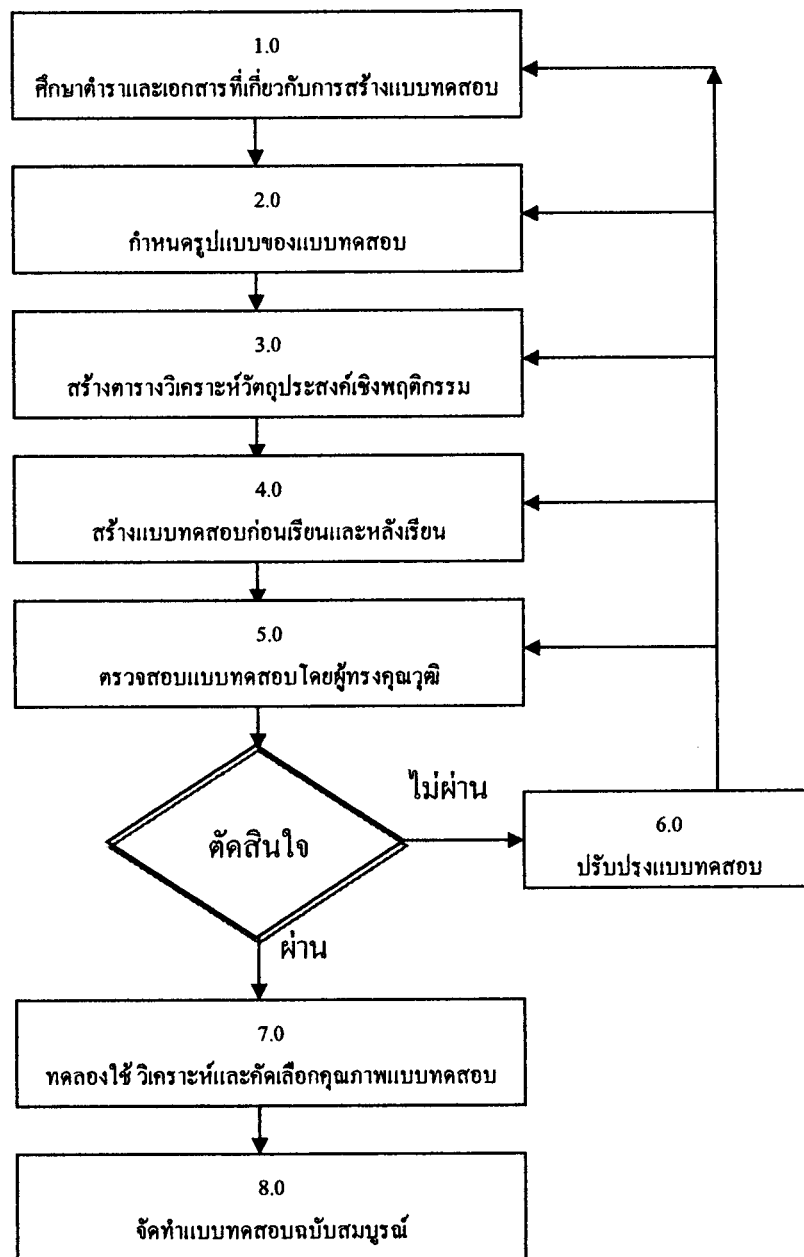 1.0
ศึกษาตำราและเอกสารที่เกี่ยวกับการสร้างแบบทดสอบ
2.0
กำหนดรูปแบบของแบบทดสอบ
3.0
สร้างตารางวิเคราะห์วัตถุประสงค์เชิงพฤติกรรม
4.0
สร้างแบบทดสอบก่อนเรียนและหลังเรียน
5.0
ตรวจสอบแบบทดสอบโดยผู้ทรงคุณวุฒิ
ไม่ผ่าน
ตัดสินใจ
6.0
ปรับปรุงแบบทดสอบ
ผ่าน
7.0
ทดลองใช้ วิเคราะห์และคัดเลือกคุณภาพแบบทดสอบ
8.0
จัดทำแบบทดสอบฉบับสมบูรณ์